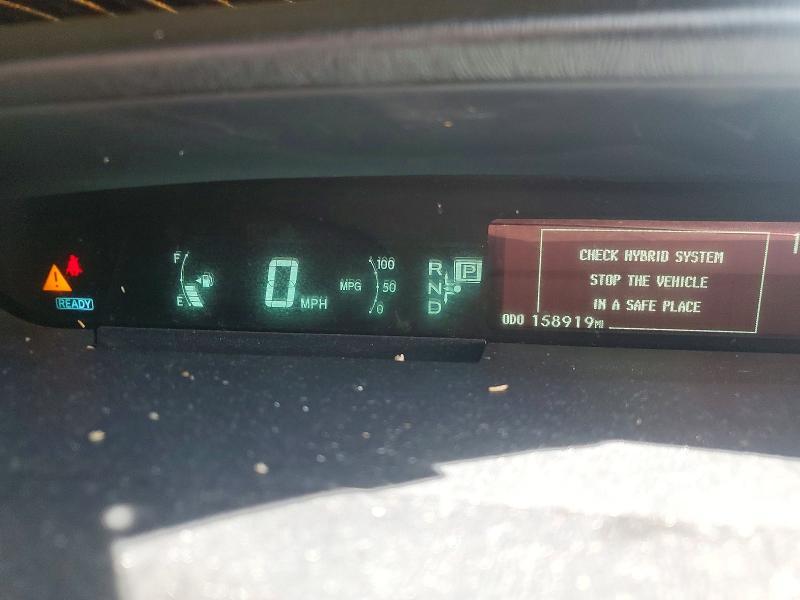 READY
F
E
0 MPH
MPG
100
50
0
R
N
D
P
CHECK HYBRID SYSTEM
STOP THE VEHICLE
IN A SAFE PLACE
ODO 158919MI